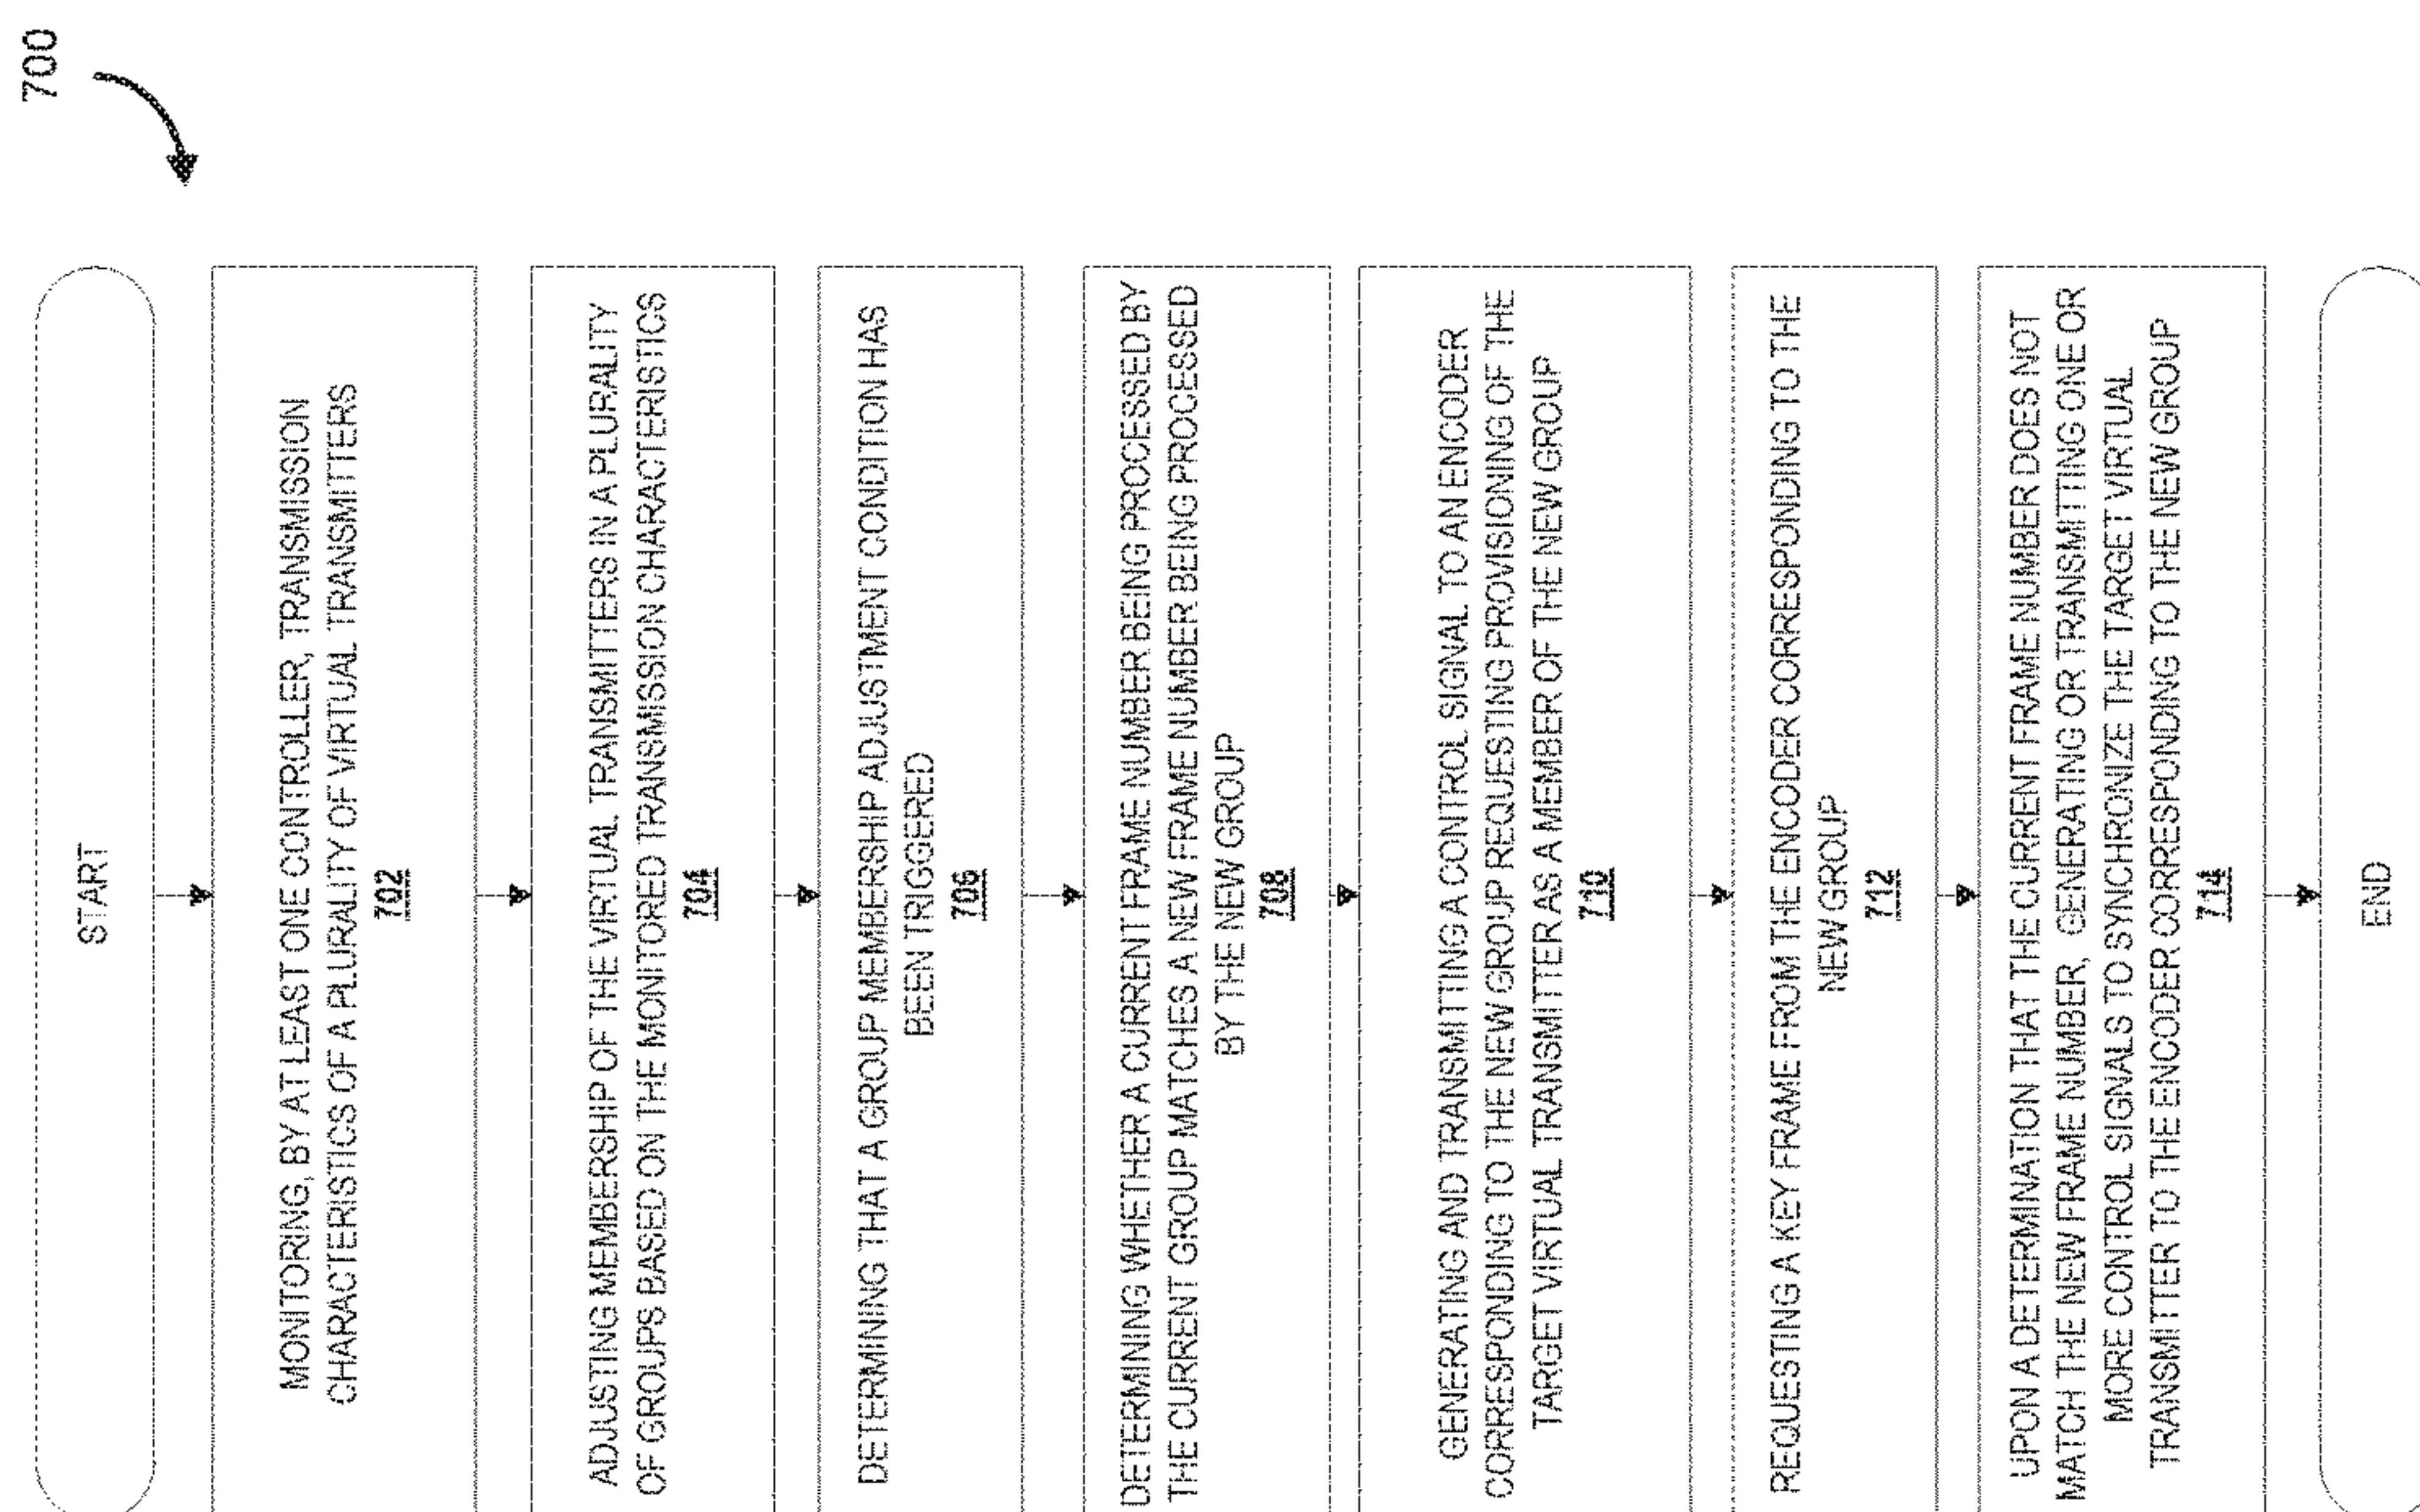 700
START
MONITORING, BY AT LEAST ONE CONTROLLER, TRANSMISSION
CHARACTERISTICS OF A PLURALITY OF VIRTUAL TRANSMITTERS
702
ADJUSTING MEMBERSHIP OF THE VIRTUAL TRANSMITTERS IN A PLURALITY
OF GROUPS BASED ON THE MONITORED TRANSMISSION CHARACTERISTICS
704
DETERMINING THAT A GROUP MEMBERSHIP ADJUSTMENT CONDITION HAS
BEEN TRIGGERED
706
DETERMINING WHETHER A CURRENT FRAME NUMBER BEING PROCESSED BY
THE CURRENT GROUP MATCHES A NEW FRAME NUMBER BEING PROCESSED
BY THE NEW GROUP
708
GENERATING AND TRANSMITTING A CONTROL SIGNAL TO AN ENCODER
CORRESPONDING TO THE NEW GROUP REQUESTING PROVISIONING OF THE
TARGET VIRTUAL TRANSMITTER AS A MEMBER OF THE NEW GROUP
710
REQUESTING A KEY FRAME FROM THE ENCODER CORRESPONDING TO THE
NEW GROUP
712
UPON A DETERMINATION THAT THE CURRENT FRAME NUMBER DOES NOT
MATCH THE NEW FRAME NUMBER, GENERATING OR TRANSMITTING ONE OR
MORE CONTROL SIGNALS TO SYNCHRONIZE THE TARGET VIRTUAL
TRANSMITTER TO THE ENCODER CORRESPONDING TO THE NEW GROUP
714
END